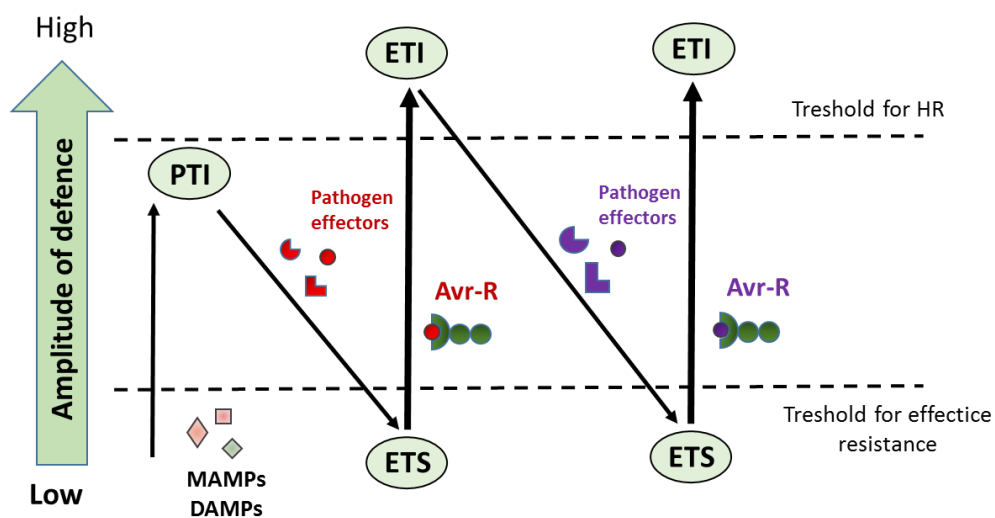 High
ETI
ETI
Treshold for HR
PTI
Pathogen
effectors
Pathogen
effectors
Amplitude of defence
Avr-R
Avr-R
Treshold for effectice
resistance
ETS
ETS
MAMPs
DAMPs
Low